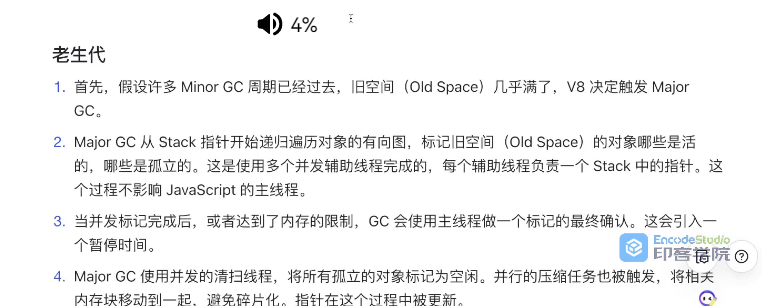 4%
老生代
1. 首先，假设许多 Minor GC 周期已经过去，旧空间（Old Space）几乎满了，V8 决定触发 Major
GC。
2. Major GC 从 Stack 指针开始递归遍历对象的有向图，标记旧空间（Old Space）的对象哪些是活
的，哪些是孤立的。这是使用多个并发辅助线程完成的，每个辅助线程负责一个 Stack 中的指针。这
个过程不影响 JavaScript 的主线程。
3. 当并发标记完成后，或者达到了内存的限制，GC 会使用主线程做一个标记的最终确认。这会引入一
个暂停时间。
EncodeStudio
印客学院
4. Major GC 使用并发的清扫线程，将所有孤立的对象标记为空闲。并行的压缩任务也被触发，将相关
内存块移动到一起，避免碎片化。指针在这个过程中被更新。